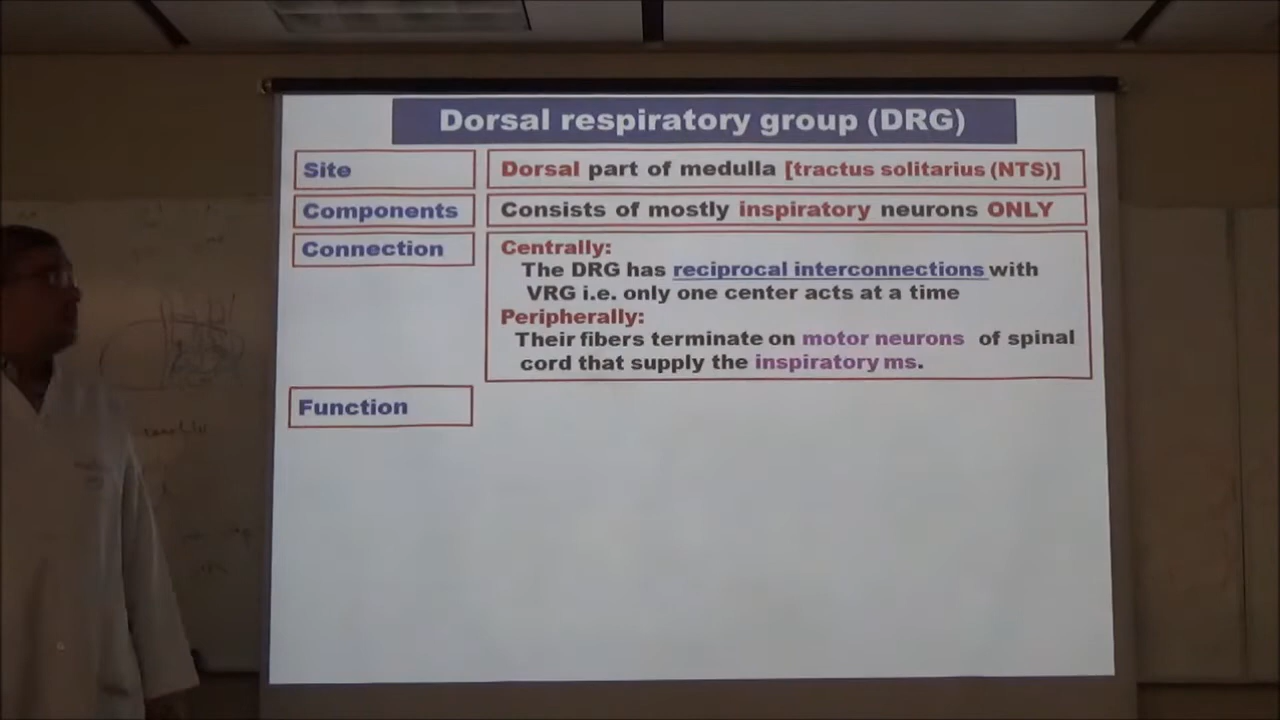 Dorsal respiratory group (DRG)
Site
Dorsal part of medulla [tractus solitarius (NTS)]
Components
Consists of mostly inspiratory neurons ONLY
Connection
Centrally:
The DRG has reciprocal interconnections with
VRG i.e. only one center acts at a time
Peripherally:
Their fibers terminate on motor neurons of spinal
cord that supply the inspiratory ms.
Function